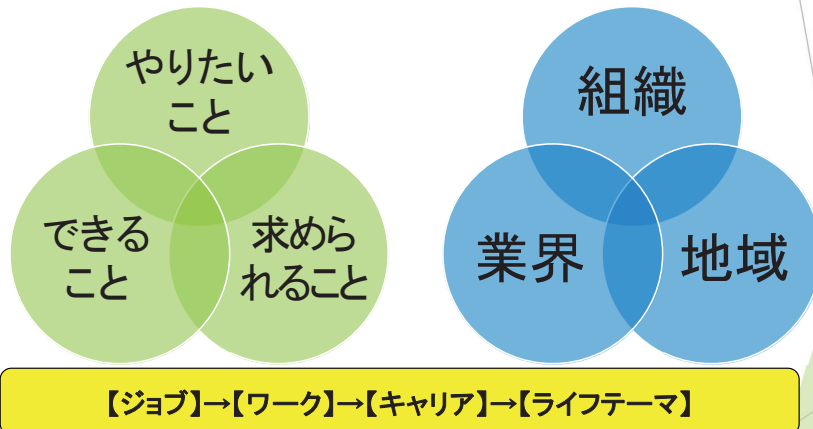 やりたい
こと
できる
こと
求めら
れること
組織
業界
地域
【ジョブ】→【ワーク】→【キャリア】→【ライフテーマ】